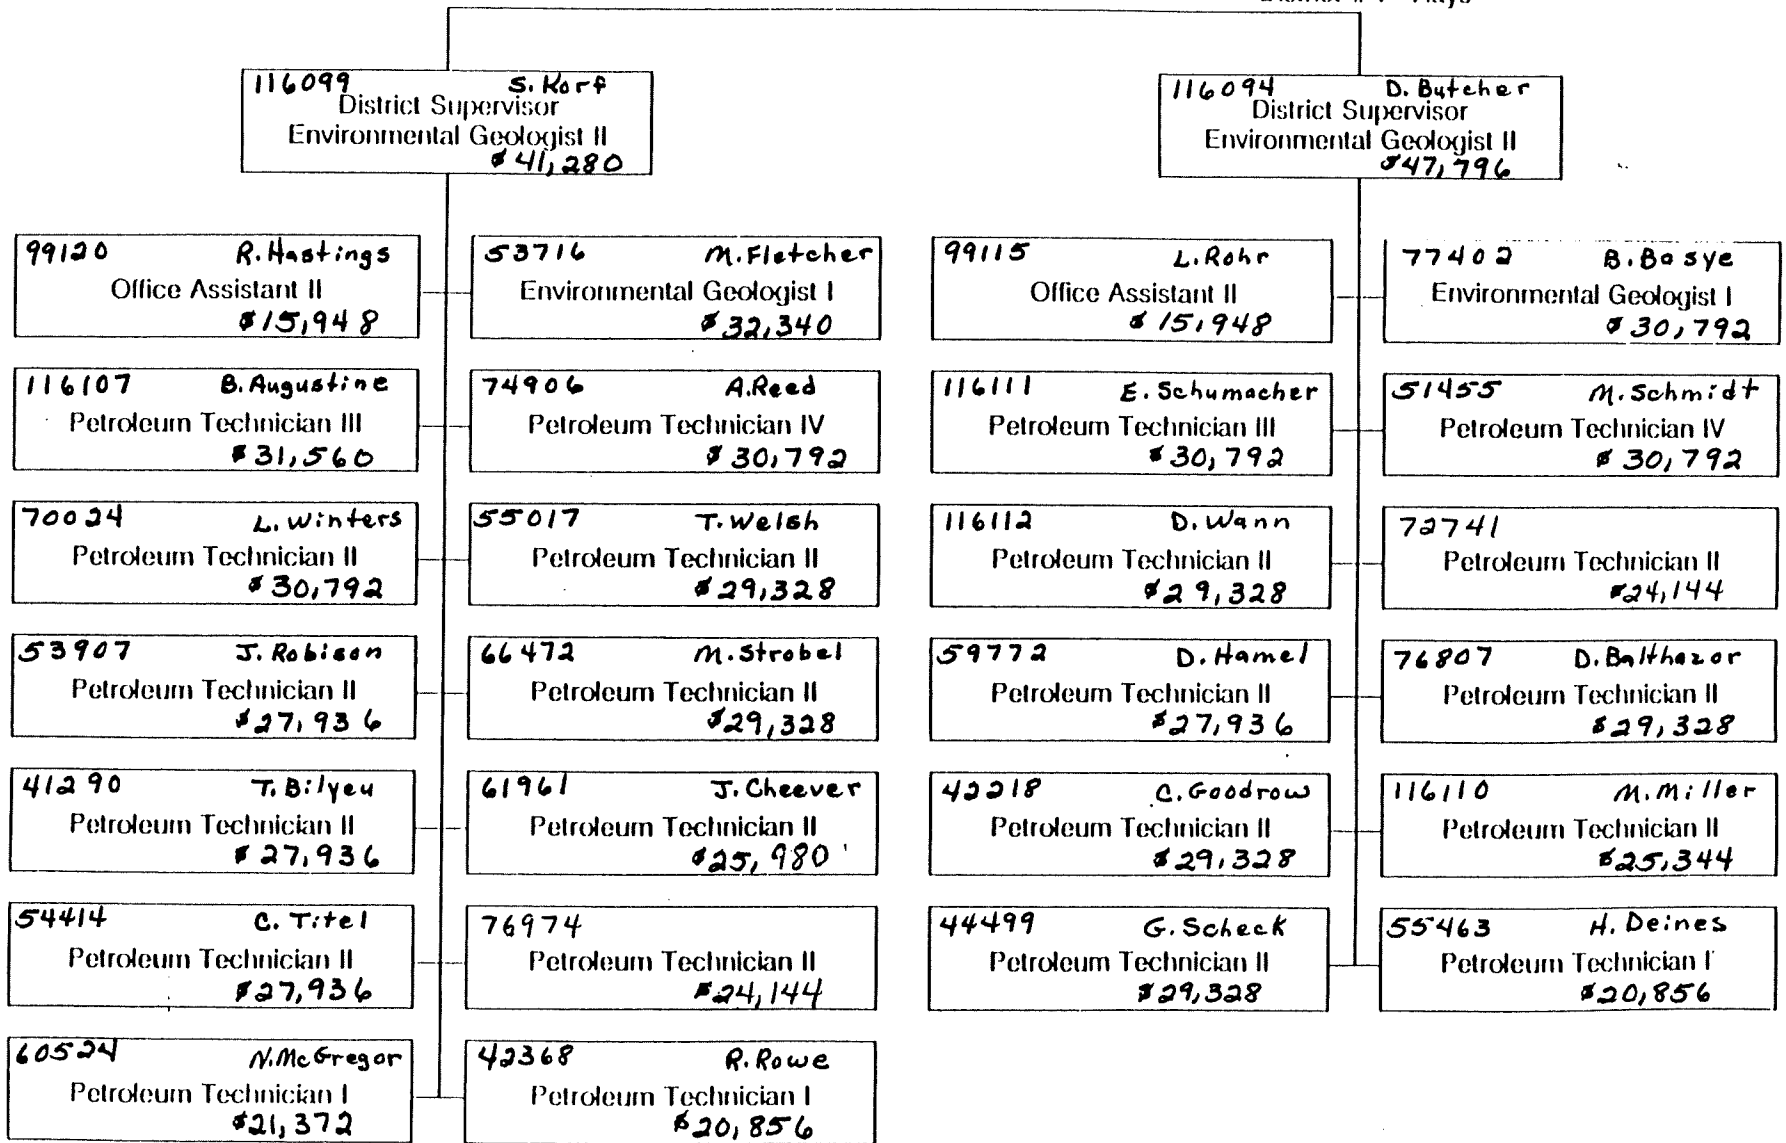 116099 S. Korf
District Supervisor
Environmental Geologist II
$41,280
116094 D. Butcher
District Supervisor
Environmental Geologist II
$47,796
99120 R. Hastings
Office Assistant II
$15,948
53716 M. Fletcher
Environmental Geologist I
$32,340
99115 L. Rohr
Office Assistant II
$15,948
77402 B. Basye
Environmental Geologist I
$30,792
116107 B. Augustine
Petroleum Technician III
$31,560
74906 A. Reed
Petroleum Technician IV
$30,792
116111 E. Schumacher
Petroleum Technician III
$30,792
51455 M. Schmidt
Petroleum Technician IV
$30,792
70024 L. Winters
Petroleum Technician II
$30,792
55017 T. Welsh
Petroleum Technician II
$29,328
116112 D. Wann
Petroleum Technician II
$29,328
72741
Petroleum Technician II
$24,144
53907 J. Robison
Petroleum Technician II
$27,936
66472 M. Strobel
Petroleum Technician II
$29,328
59772 D. Hamel
Petroleum Technician II
$27,936
76807 D. Balthazor
Petroleum Technician II
$29,328
41290 T. Bilyeu
Petroleum Technician II
$27,936
61961 J. Cheever
Petroleum Technician II
$25,980
42218 C. Goodrow
Petroleum Technician II
$29,328
116110 M. Miller
Petroleum Technician II
$25,344
54414 C. Titel
Petroleum Technician II
$27,936
76974
Petroleum Technician II
$24,144
44499 G. Scheck
Petroleum Technician II
$29,328
55463 H. Deines
Petroleum Technician I
$20,856
60524 N. McGregor
Petroleum Technician I
$21,372
42368 R. Rowe
Petroleum Technician I
$20,856